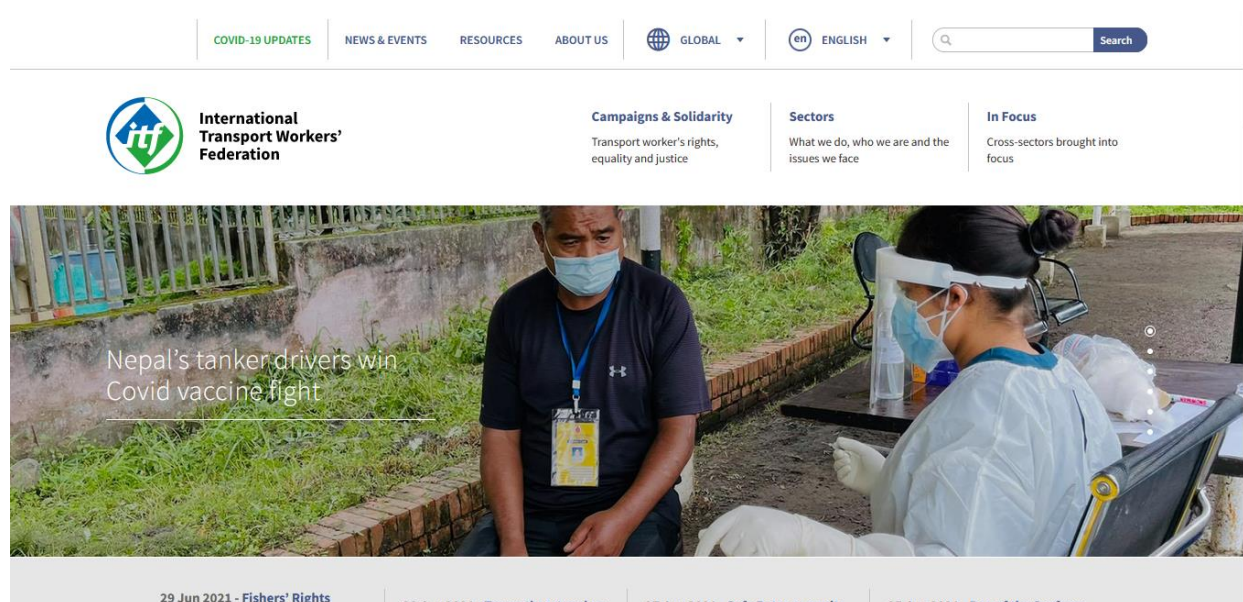 COVID-19 UPDATES
NEWS & EVENTS
RESOURCES
ABOUT US
GLOBAL
en ENGLISH
Search
itf
International
Transport Workers'
Federation
Campaigns & Solidarity
Transport worker's rights,
equality and justice
Sectors
What we do, who we are and the
issues we face
In Focus
Cross-sectors brought into
focus
Nepal's tanker drivers win
Covid vaccine fight
29 Jun 2021 - Fishers' Rights